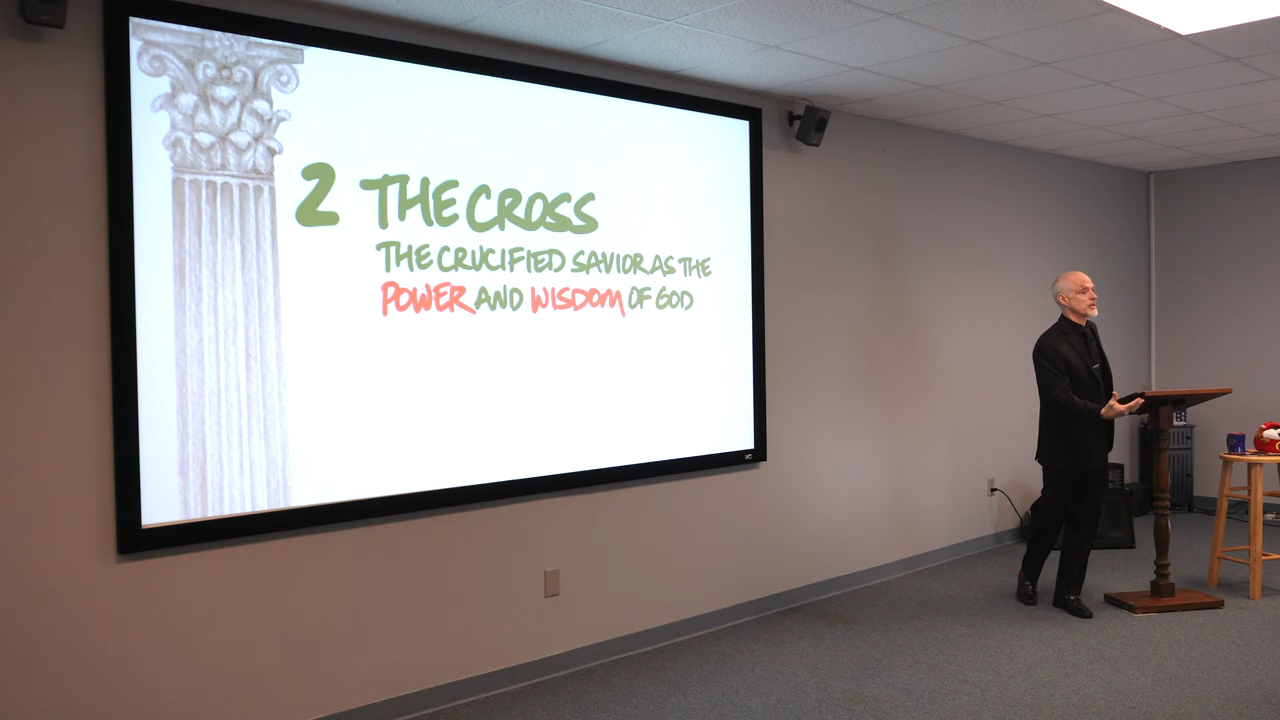 2 THE CROSS
THE CRUCIFIED SAVIOR AS THE
POWER AND WISDOM OF GOD